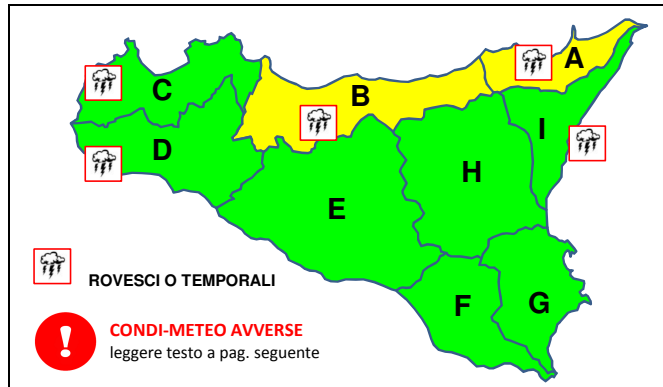 A
B
C
I
D
H
E
F
G
ROVESCI O TEMPORALI
!
CONDI-METEO AVVERSE
leggere testo a pag. seguente